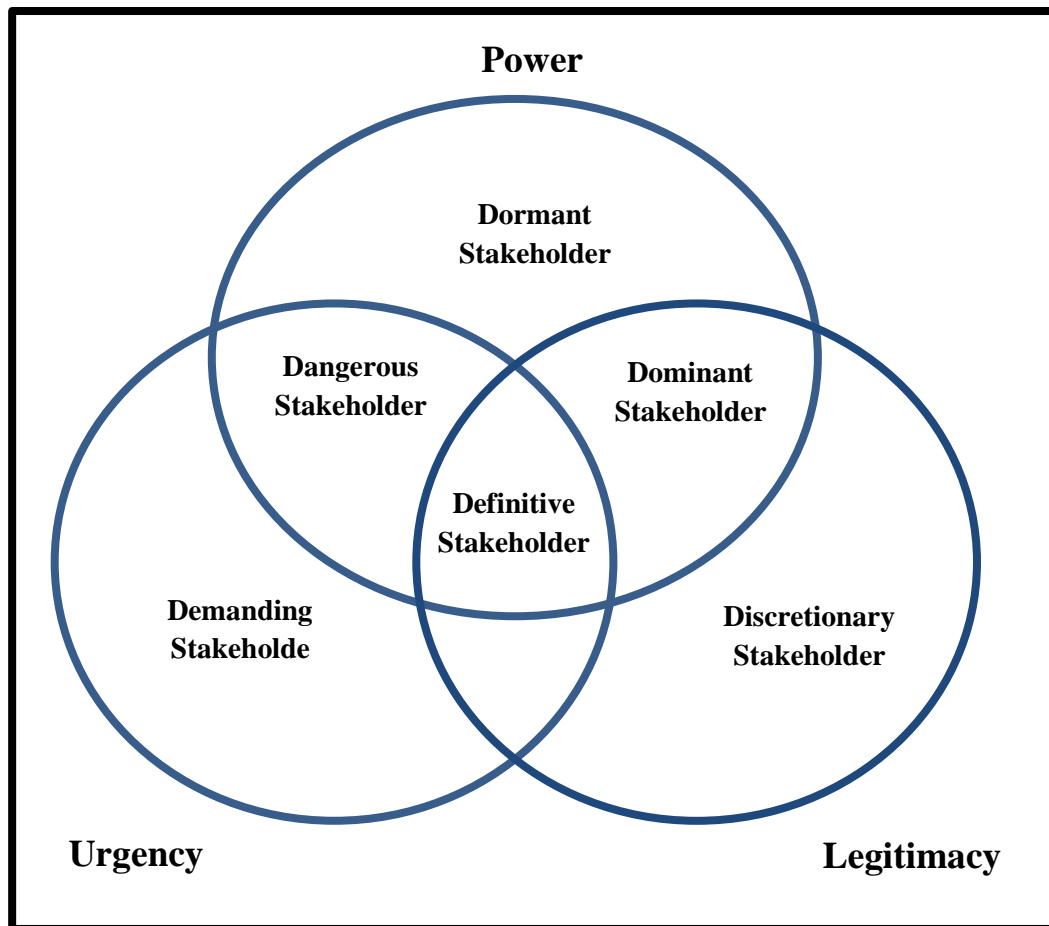 Power
Dormant
Stakeholder
Dangerous
Stakeholder
Dominant
Stakeholder
Definitive
Stakeholder
Demanding
Stakeholde
Discretionary
Stakeholder
Urgency
Legitimacy